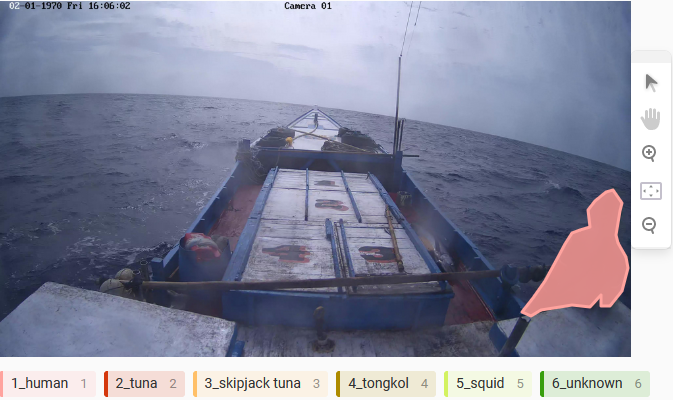 02-01-1970 Fri 16:06:02 Camera 01
1_human 1 2_tuna 2 3_skipjack tuna 3 4_tongkol 4 5_squid 5 6_unknown 6